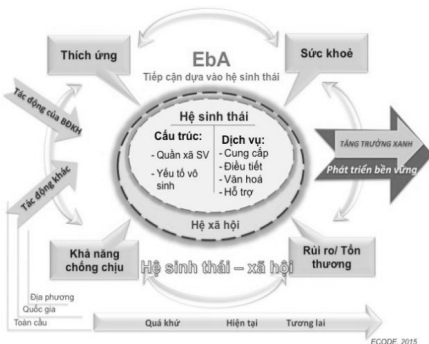 Thích ứng
EbA
Tiếp cận dựa vào hệ sinh thái
Sức khoẻ
Tác động của BĐKH
Tác động khác
Hệ sinh thái
Cấu trúc:
- Quần xã SV
- Yếu tố vô
sinh
Dịch vụ:
- Cung cấp
- Điều tiết
- Văn hoá
- Hỗ trợ
Hệ xã hội
TĂNG TRƯỞNG XANH
Phát triển bền vững
Khả năng
chống chịu
Hệ sinh thái – xã hội
Rủi ro/ Tổn
thương
Địa phương
Quốc gia
Toàn cầu
Quá khứ
Hiện tại
Tương lai
ECODE, 2015